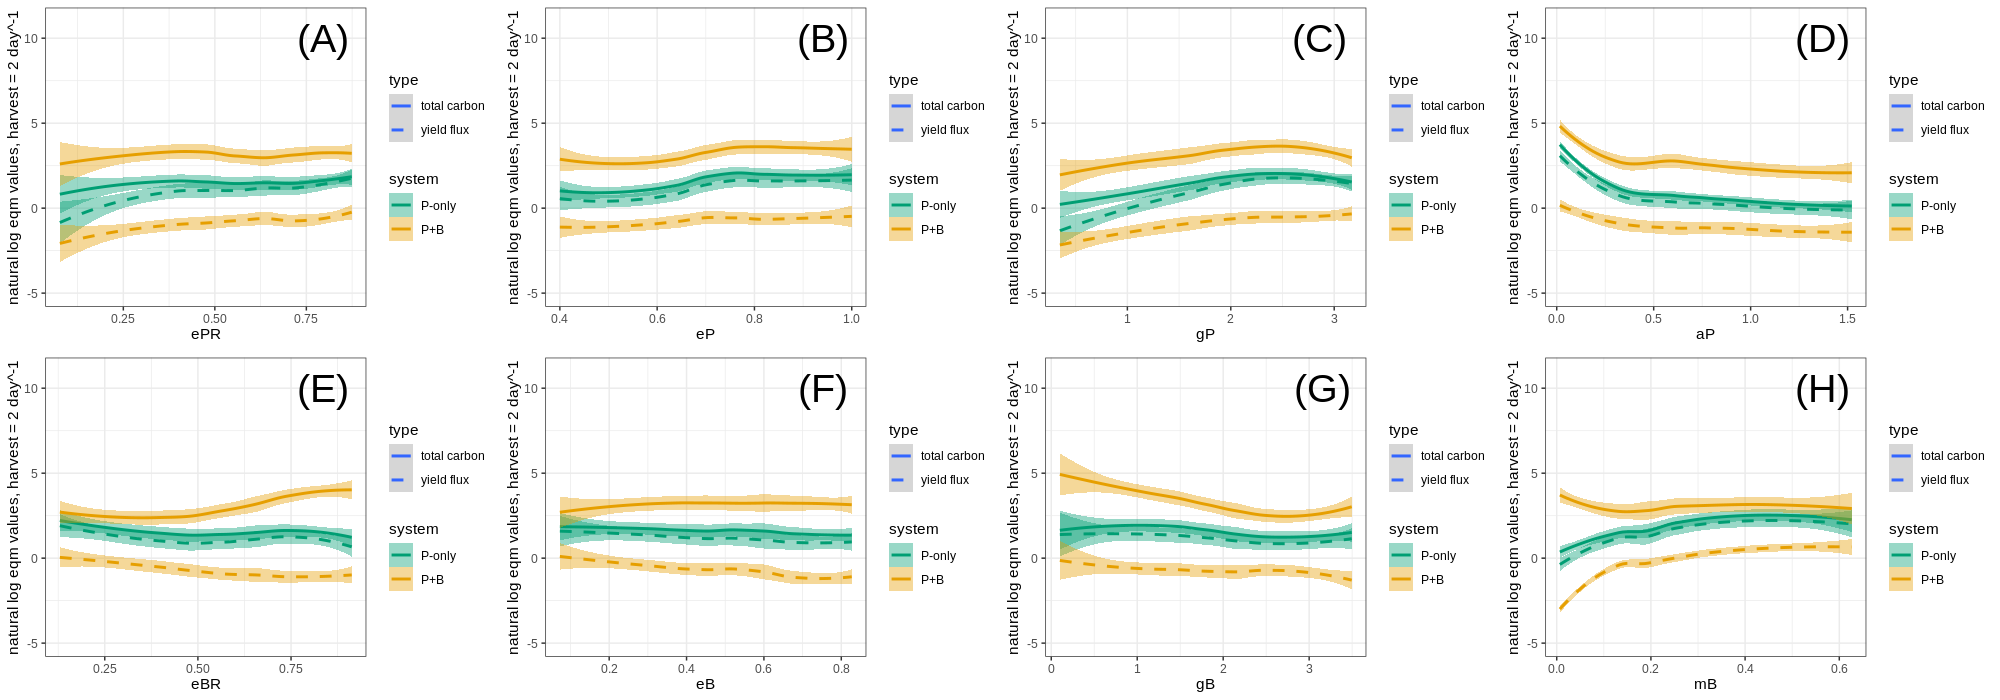 natural log eqm values, harvest = 2 day^-1
10
5
0
-5
(A)
0.25 0.50 0.75
ePR
type
total carbon
yield flux
system
P-only
P+B
natural log eqm values, harvest = 2 day^-1
10
5
0
-5
(B)
0.4 0.6 0.8 1.0
eP
type
total carbon
yield flux
system
P-only
P+B
natural log eqm values, harvest = 2 day^-1
10
5
0
-5
(C)
1 2 3
gP
type
total carbon
yield flux
system
P-only
P+B
natural log eqm values, harvest = 2 day^-1
10
5
0
-5
(D)
0.0 0.5 1.0 1.5
aP
type
total carbon
yield flux
system
P-only
P+B
natural log eqm values, harvest = 2 day^-1
10
5
0
-5
(E)
0.25 0.50 0.75
eBR
type
total carbon
yield flux
system
P-only
P+B
natural log eqm values, harvest = 2 day^-1
10
5
0
-5
(F)
0.2 0.4 0.6 0.8
eB
type
total carbon
yield flux
system
P-only
P+B
natural log eqm values, harvest = 2 day^-1
10
5
0
-5
(G)
0 1 2 3
gB
type
total carbon
yield flux
system
P-only
P+B
natural log eqm values, harvest = 2 day^-1
10
5
0
-5
(H)
0.0 0.2 0.4 0.6
mB
type
total carbon
yield flux
system
P-only
P+B